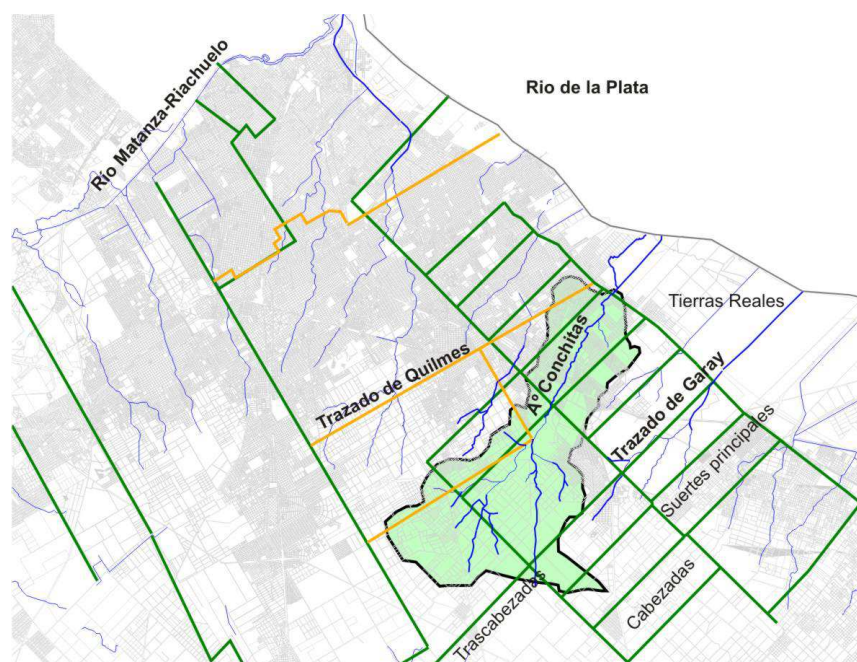 Rio Matanza-Riachuelo
Rio de la Plata
Tierras Reales
Aº Conchitas
Trazado de Quilmes
Trazado de Garay
Suertes principales
Cabezadas
Trascabezadas